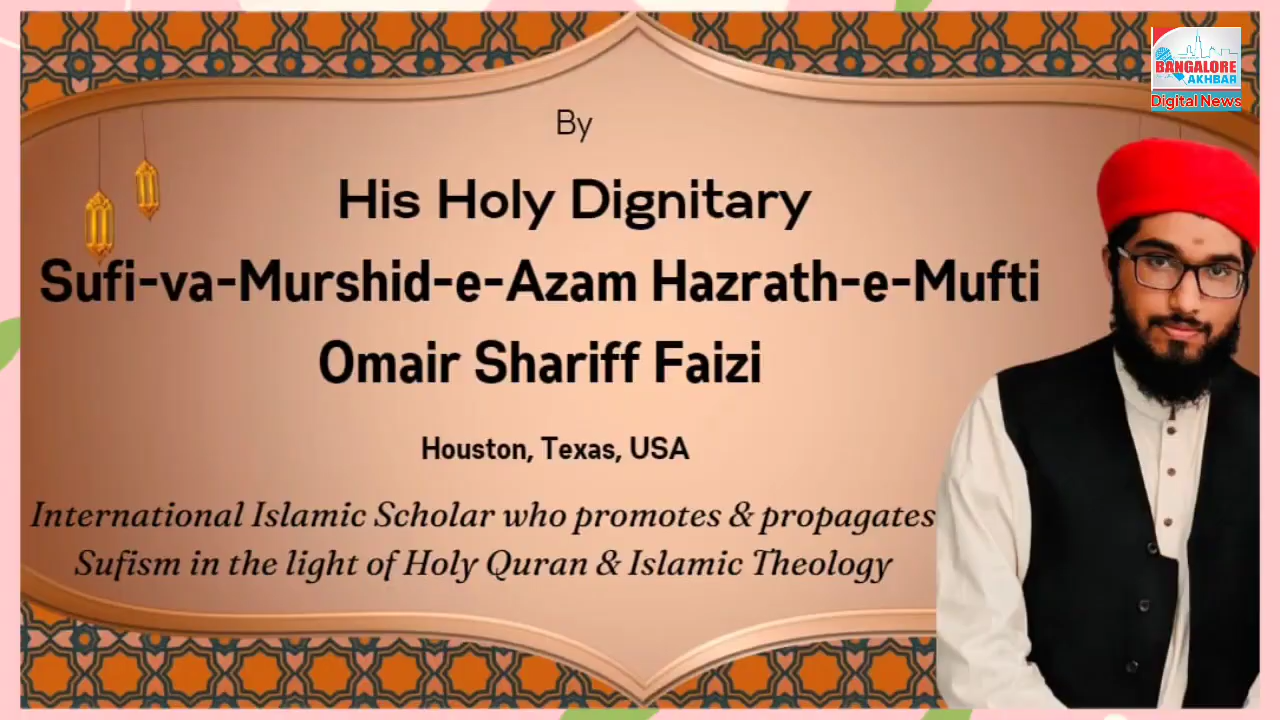 BANGALORE
AKHBAR
Digital News
By
His Holy Dignitary
Sufi-va-Murshid-e-Azam Hazrath-e-Mufti
Omair Shariff Faizi
Houston, Texas, USA
International Islamic Scholar who promotes & propagates
Sufism in the light of Holy Quran & Islamic Theology